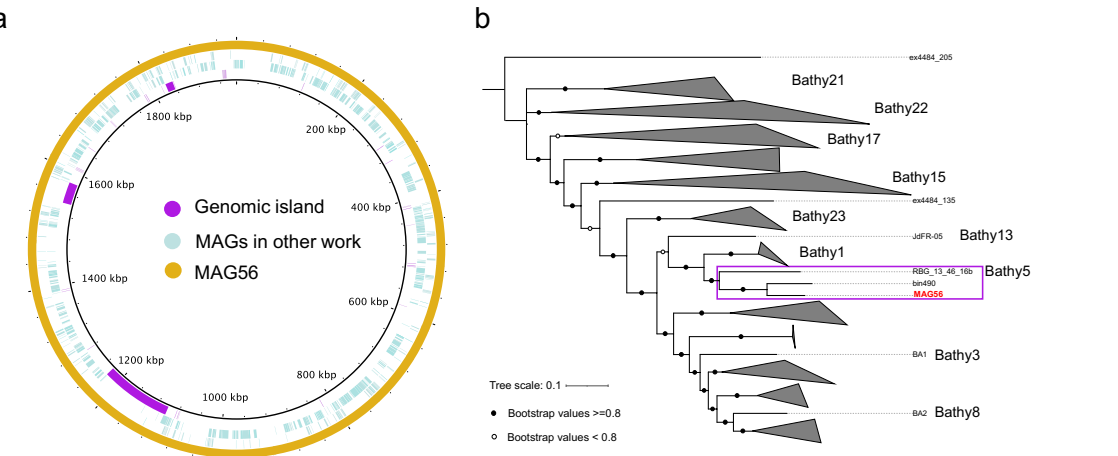 a
1800 kbp
200 kbp
1600 kbp
400 kbp
Genomic island
MAGs in other work
MAG56
1400 kbp
600 kbp
1200 kbp
800 kbp
1000 kbp
b
ex4484_205
Bathy21
Bathy22
Bathy17
Bathy15
ex4484_135
Bathy23
JdFR-05 Bathy13
Bathy1
RBG_13_46_16b Bathy5
bin490
MAG56
BA1 Bathy3
Tree scale: 0.1
BA2 Bathy8
Bootstrap values >=0.8
Bootstrap values < 0.8